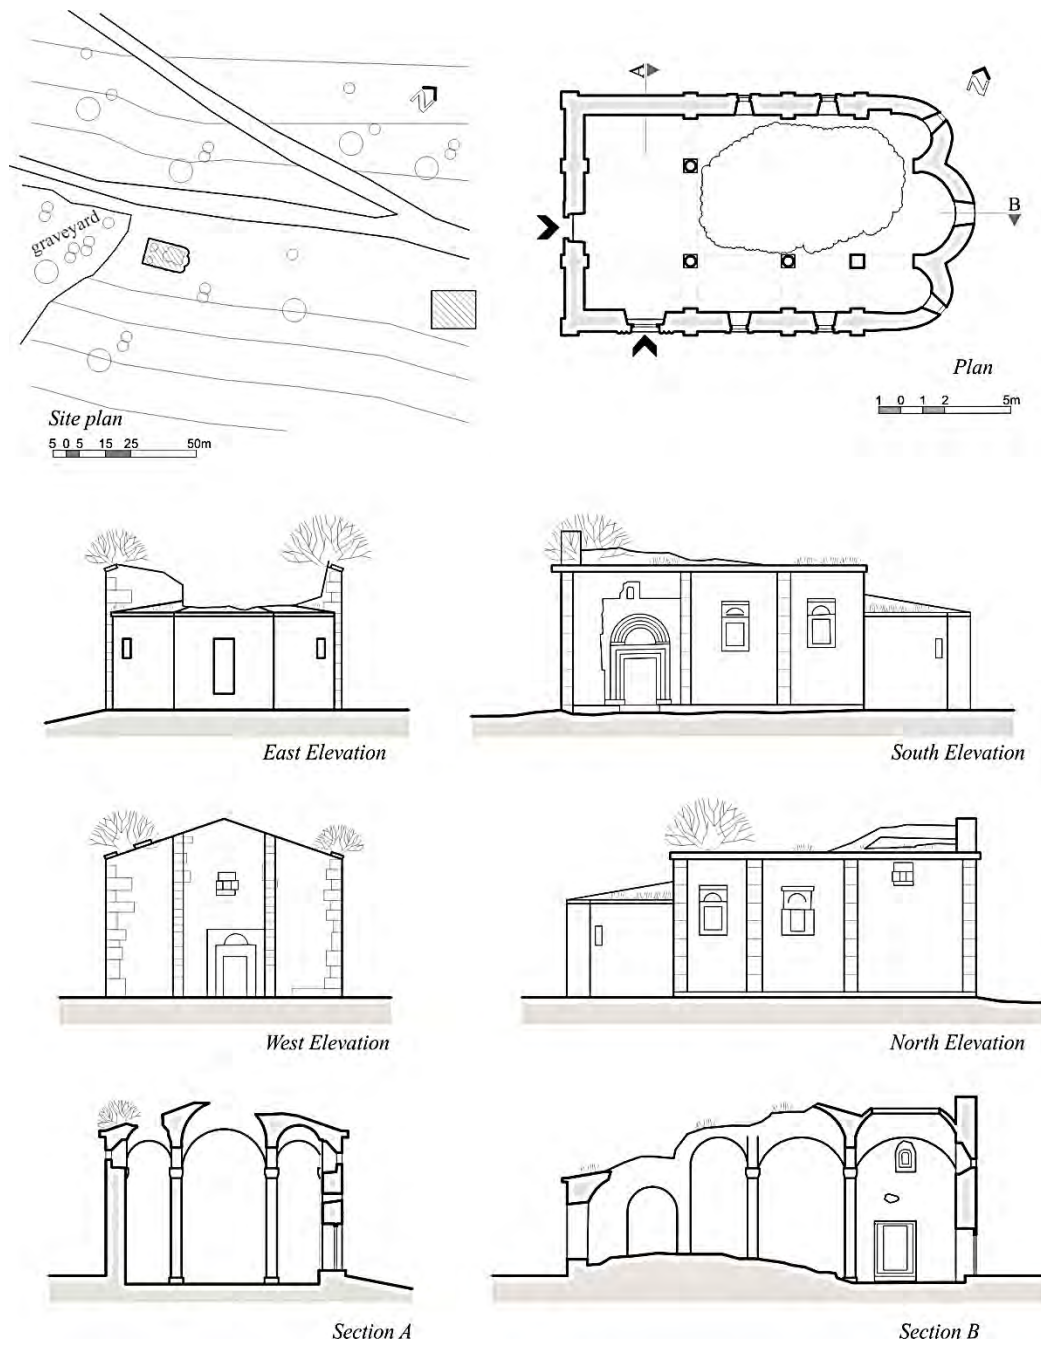 N
N
A
graveyard
B
Plan
1 0 1 2 5m
Site plan
5 0 5 15 25 50m
East Elevation
South Elevation
West Elevation
North Elevation
Section A
Section B